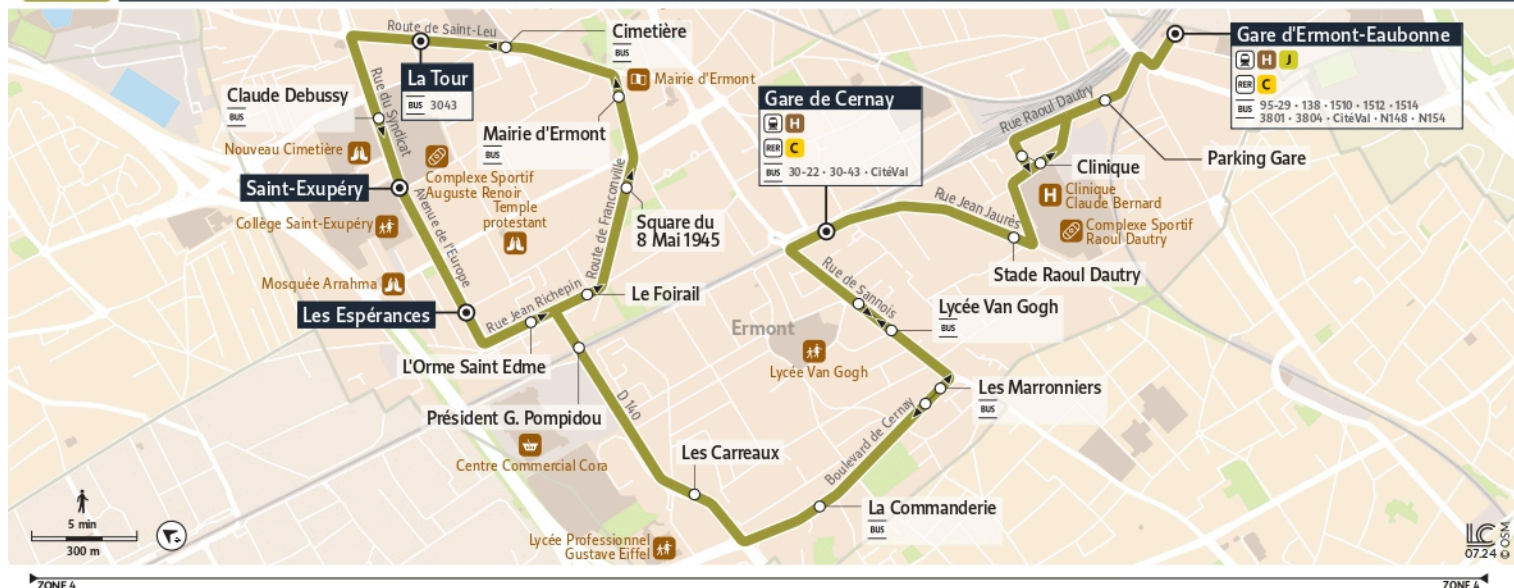 Route de Saint-Leu
Cimetière
BUS
Gare d'Ermont-Eaubonne
H J
RER C
BUS 95-29 • 138 • 1510 • 1512 • 1514
3801 • 3804 • CitéVal • N148 • N154
La Tour
BUS 3043
Mairie d'Ermont
Claude Debussy
BUS
Rue du Syndicat
Gare de Cernay
H
RER C
BUS 30-22 • 30-43 • CitéVal
Rue Raoul Dautry
Mairie d'Ermont
BUS
Nouveau Cimetière
Parking Gare
Clinique
Complexe Sportif
Auguste Renoir
Saint-Exupéry
H
Clinique
Claude Bernard
Temple
protestant
Avenue de l'Europe
Route de Franconville
Rue Jean Jaurès
Collège Saint-Exupéry
Square du
8 Mai 1945
Complexe Sportif
Raoul Dautry
Stade Raoul Dautry
Mosquée Arrahma
Rue de Sannois
Les Espérances
Rue Jean Richepin
Le Foirail
Lycée Van Gogh
BUS
Ermont
L'Orme Saint Edme
Lycée Van Gogh
Les Marronniers
BUS
Président G. Pompidou
D 140
Boulevard de Cernay
Centre Commercial Cora
Les Carreaux
La Commanderie
BUS
5 min
300 m
Lycée Professionnel
Gustave Eiffel
LC
07.24 © OSM
ZONE 4
ZONE 4